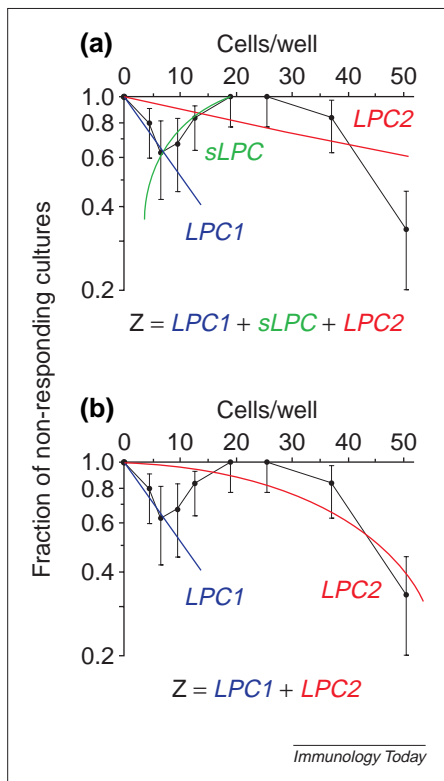 (a)
Cells/well
0 10 20 30 40 50
1.0
0.8
0.6
0.4
0.2
LPC2
sLPC
LPC1
Z = LPC1 + sLPC + LPC2
Fraction of non-responding cultures
(b)
Cells/well
0 10 20 30 40 50
1.0
0.8
0.6
0.4
0.2
LPC1
LPC2
Z = LPC1 + LPC2
Immunology Today